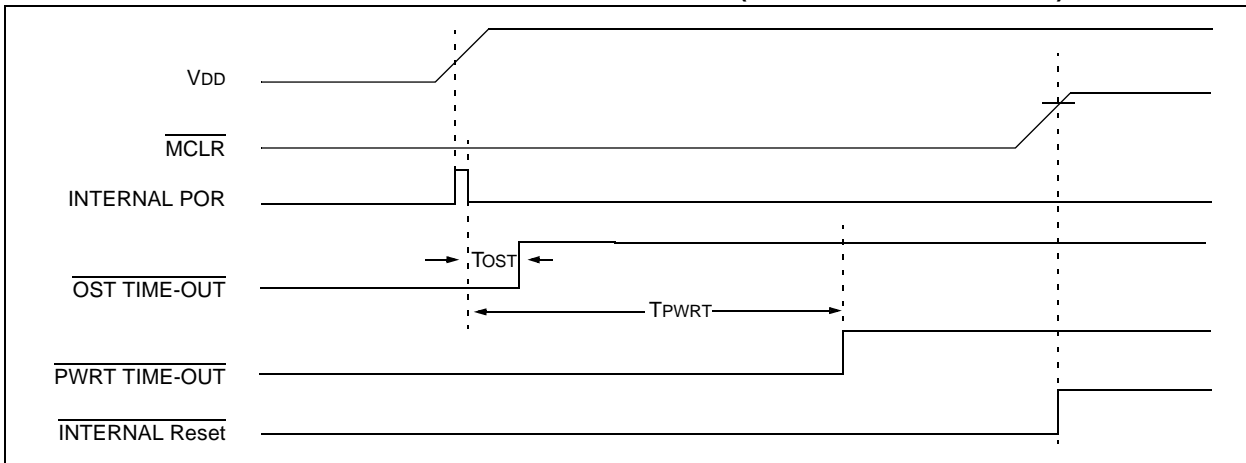 VDD
MCLR
INTERNAL POR
TOST
OST TIME-OUT
TPWRT
PWRT TIME-OUT
INTERNAL Reset